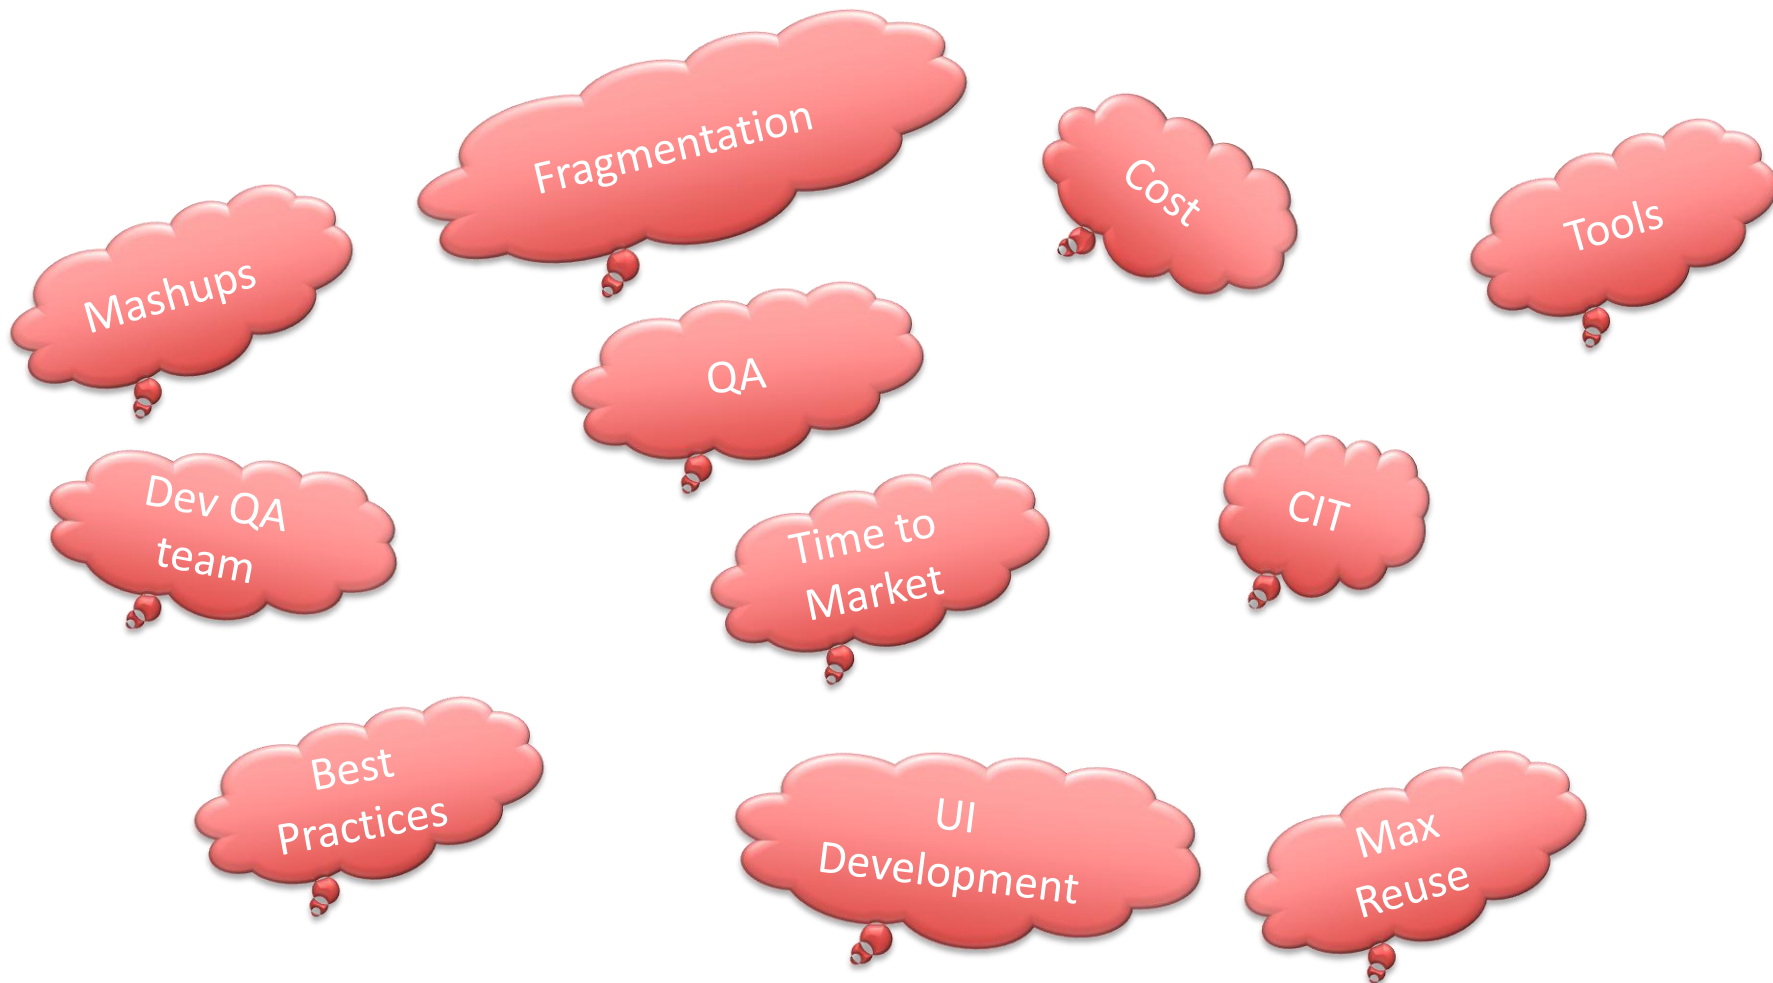 Fragmentation
Cost
Tools
Mashups
QA
Dev QA
team
Time to
Market
CIT
Best
Practices
UI
Development
Max
Reuse